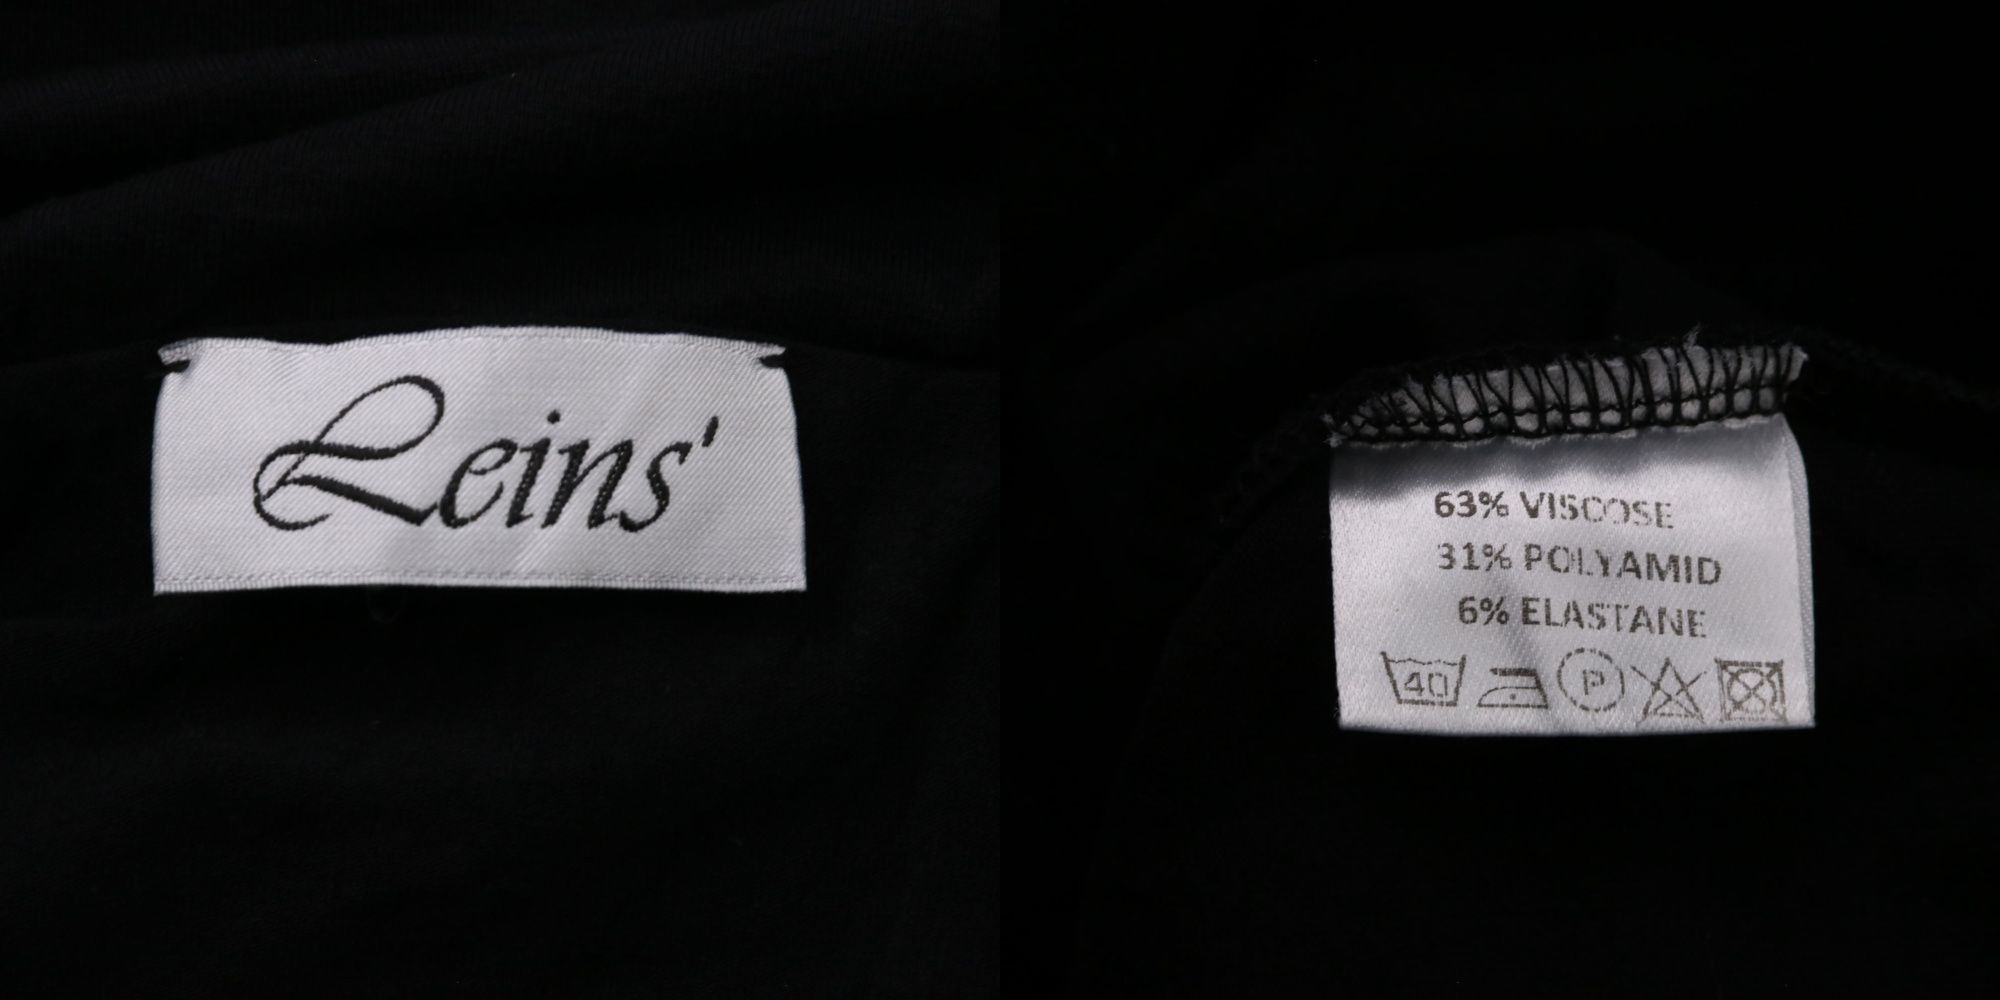 Leins'
63% VISCOSE
31% POLYAMID
6% ELASTANE
40 P